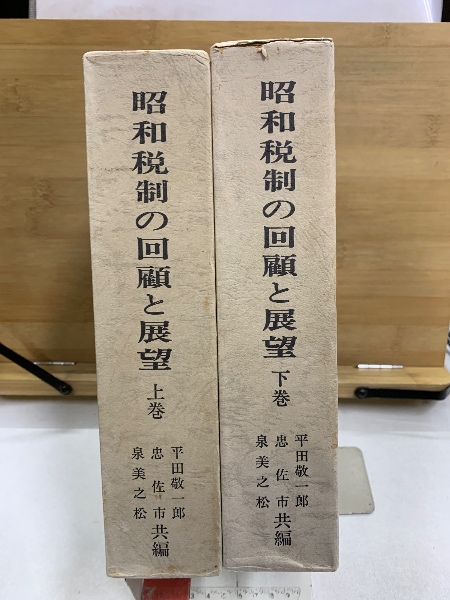 昭和税制の回顧と展望 上巻
平田敬一郎
忠佐市
泉美之松
共編
昭和税制の回顧と展望 下巻
平田敬一郎
忠佐市
泉美之松
共編